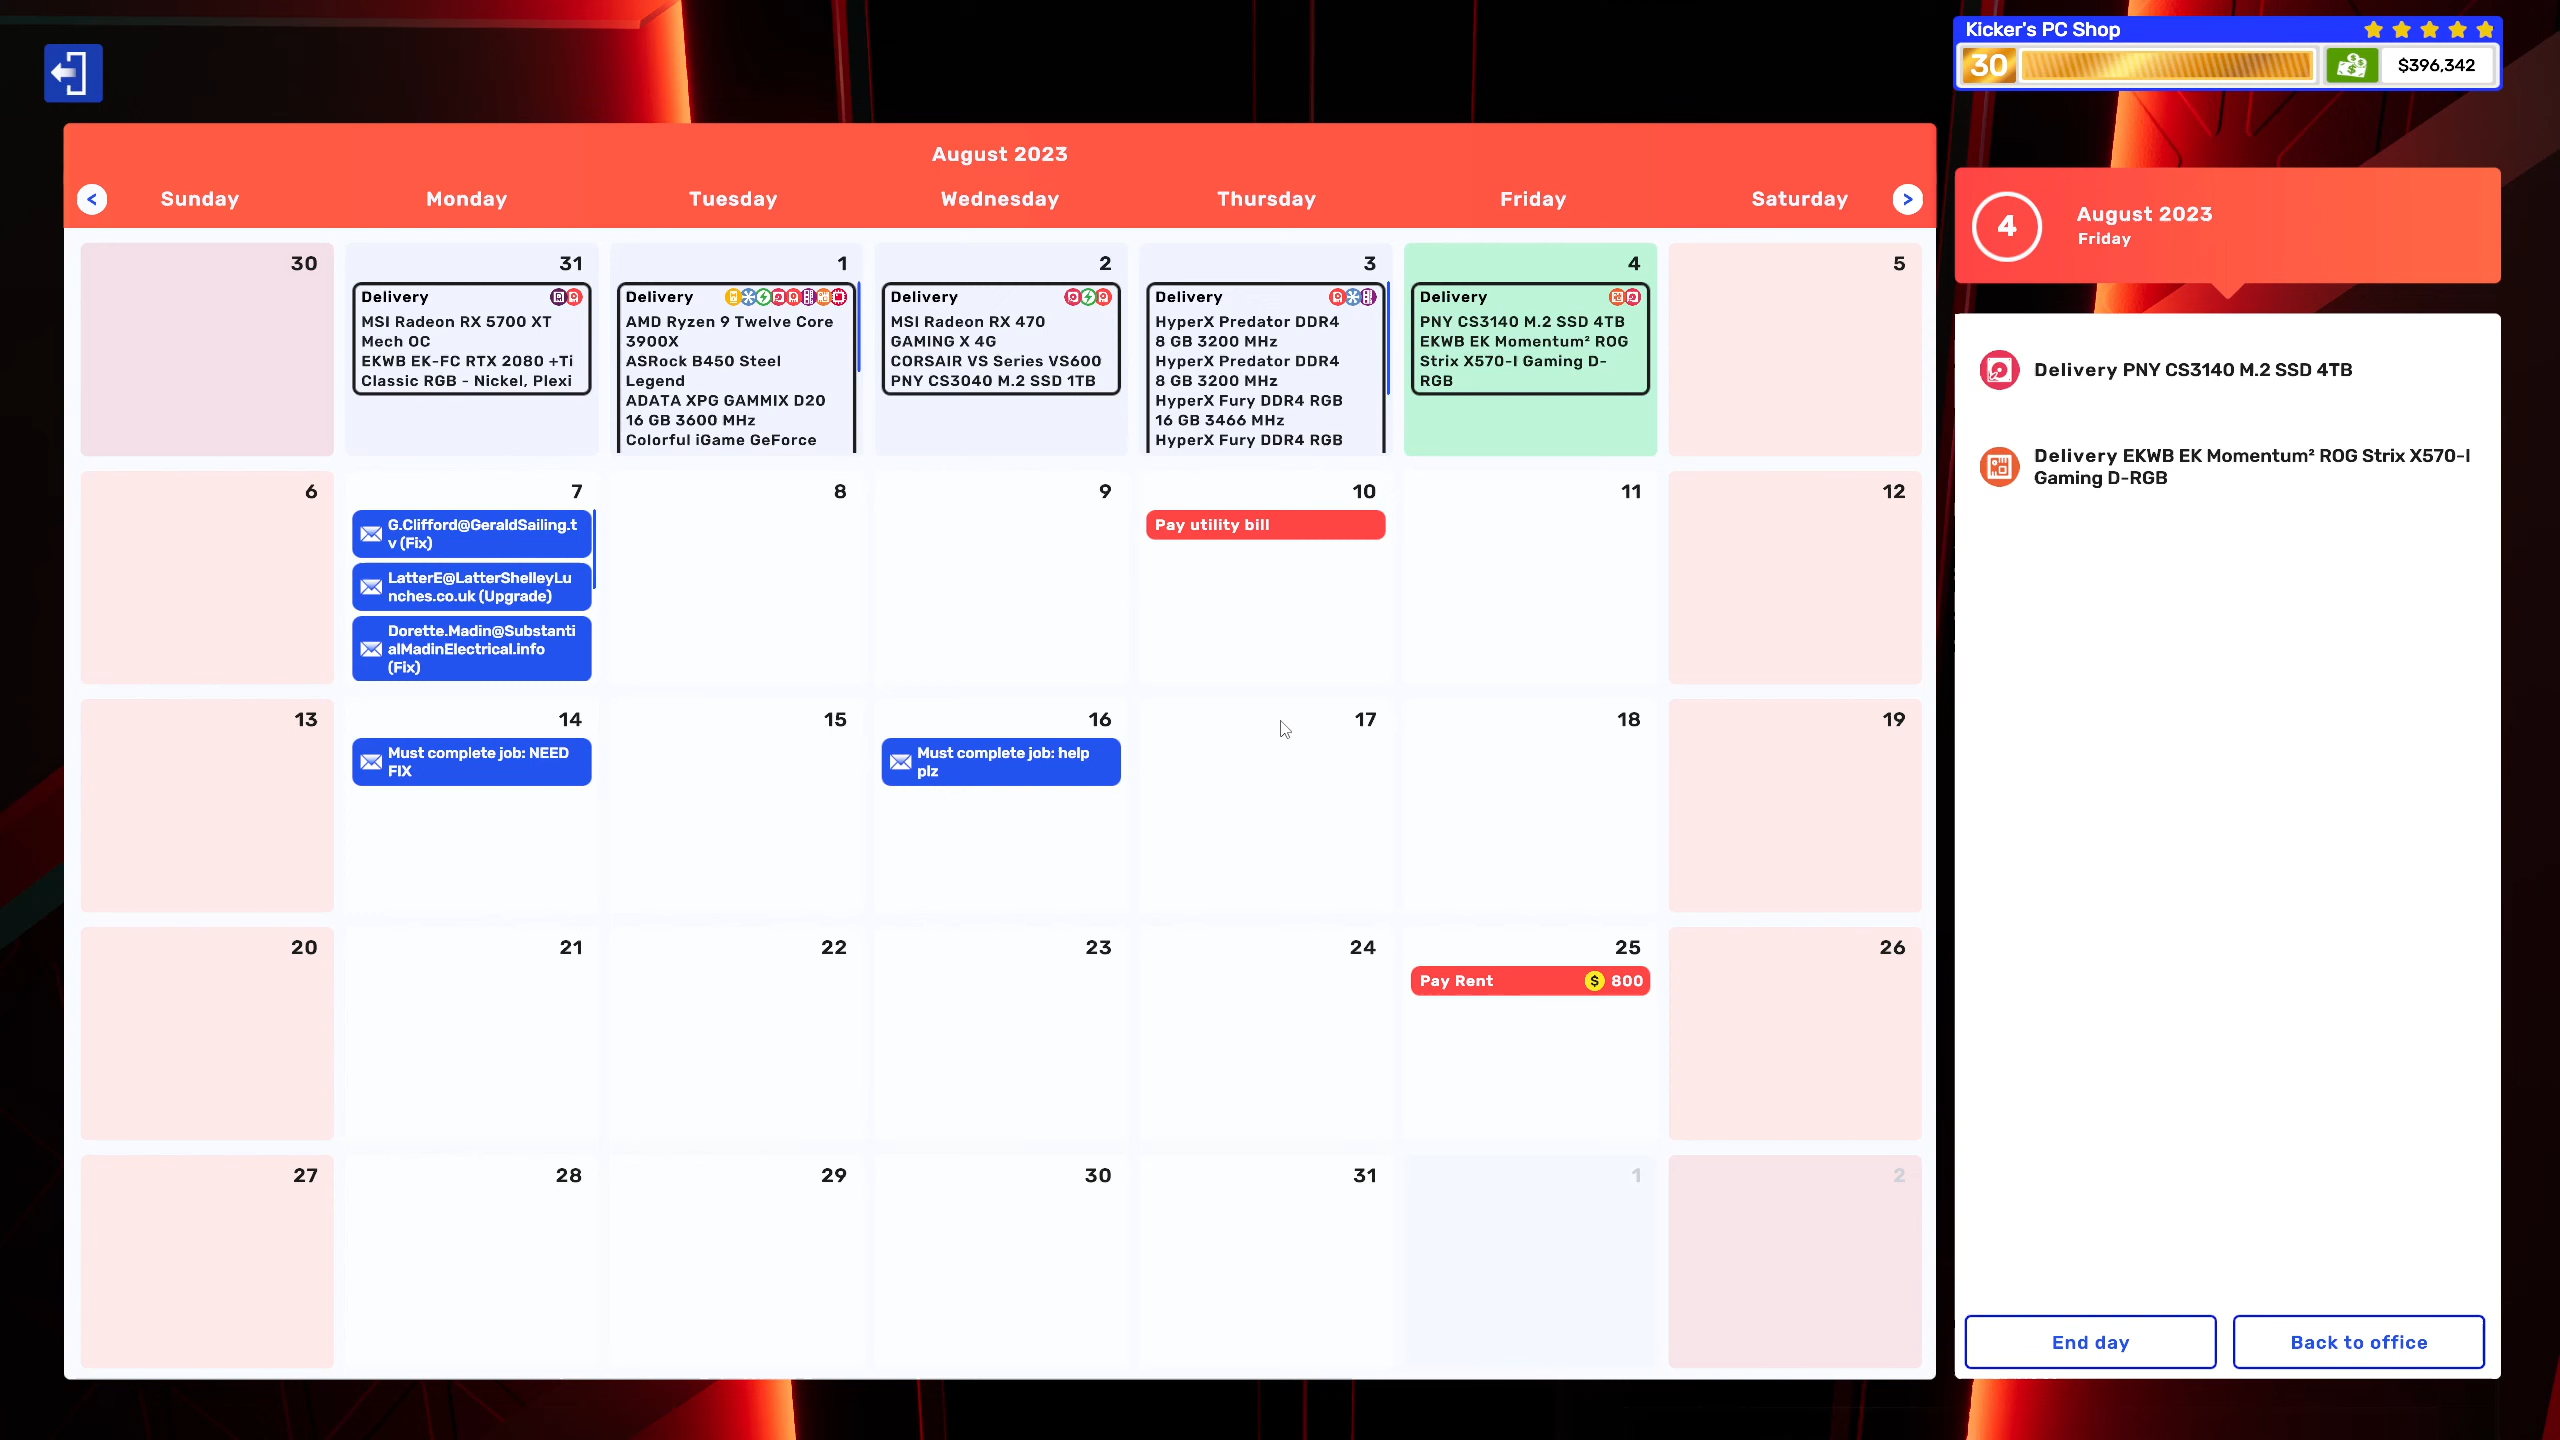 Kicker's PC Shop
30
$396,342
August 2023
<
Sunday
Monday
Tuesday
Wednesday
Thursday
Friday
Saturday
>
30
31
Delivery
MSI Radeon RX 5700 XT
Mech OC
EKWB EK-FC RTX 2080 +Ti
Classic RGB - Nickel, Plexi
1
Delivery
AMD Ryzen 9 Twelve Core
3900X
ASRock B450 Steel
Legend
ADATA XPG GAMMIX D20
16 GB 3600 MHz
Colorful iGame GeForce
2
Delivery
MSI Radeon RX 470
GAMING X 4G
CORSAIR VS Series VS600
PNY CS3040 M.2 SSD 1TB
3
Delivery
HyperX Predator DDR4
8 GB 3200 MHz
HyperX Predator DDR4
8 GB 3200 MHz
HyperX Fury DDR4 RGB
16 GB 3466 MHz
HyperX Fury DDR4 RGB
4
Delivery
PNY CS3140 M.2 SSD 4TB
EKWB EK Momentum² ROG
Strix X570-I Gaming D-
RGB
5
6
7
G.Clifford@GeraldSailing.t
v (Fix)
LatterE@LatterShelleyLu
nches.co.uk (Upgrade)
Dorette.Madin@Substanti
alMadinElectrical.info
(Fix)
8
9
10
Pay utility bill
11
12
13
14
Must complete job: NEED
FIX
15
16
Must complete job: help
plz
17
18
19
20
21
22
23
24
25
Pay Rent $ 800
26
27
28
29
30
31
1
2
4
August 2023
Friday
Delivery PNY CS3140 M.2 SSD 4TB
Delivery EKWB EK Momentum² ROG Strix X570-I
Gaming D-RGB
End day
Back to office